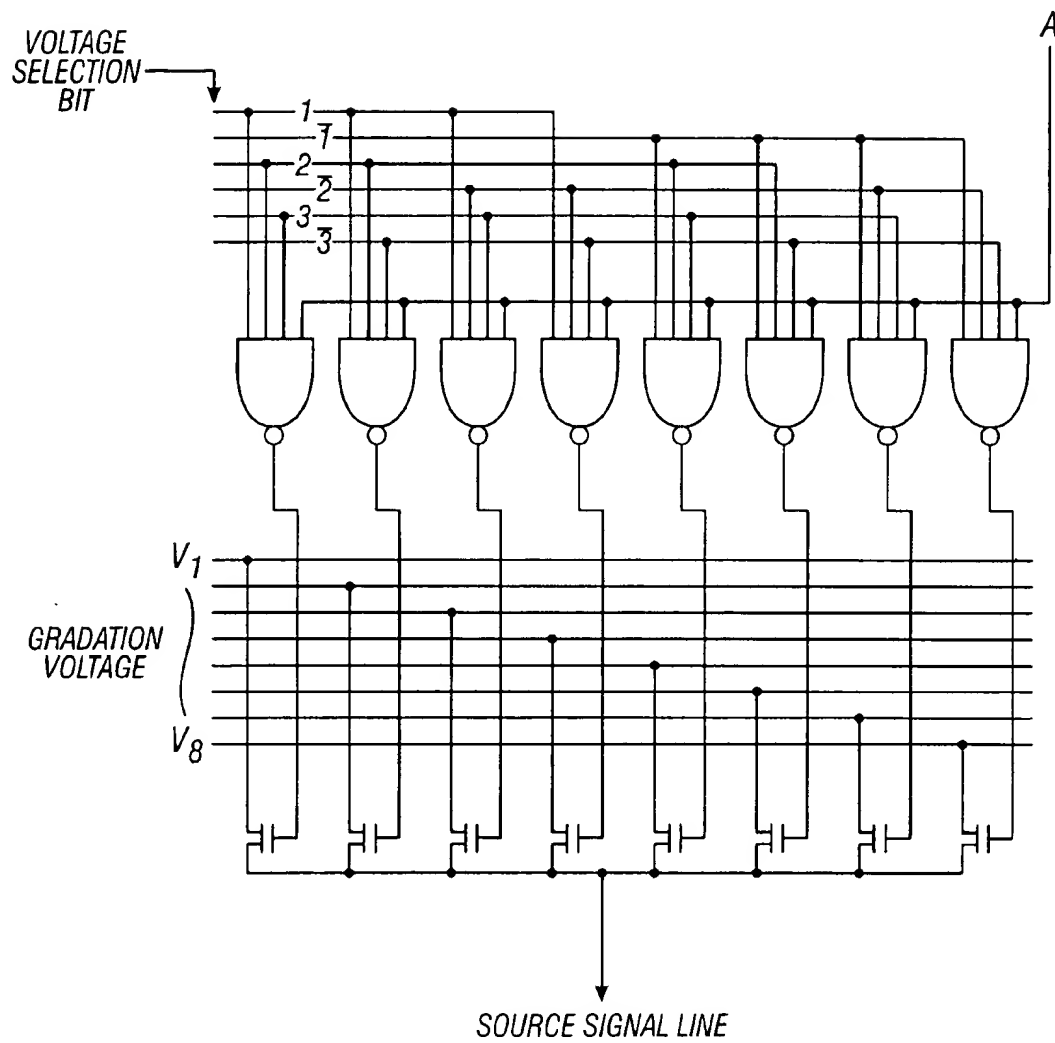 A
VOLTAGE
SELECTION
BIT
1
1̅
2
2̅
3
3̅
V1
GRADATION
VOLTAGE
V8
SOURCE SIGNAL LINE